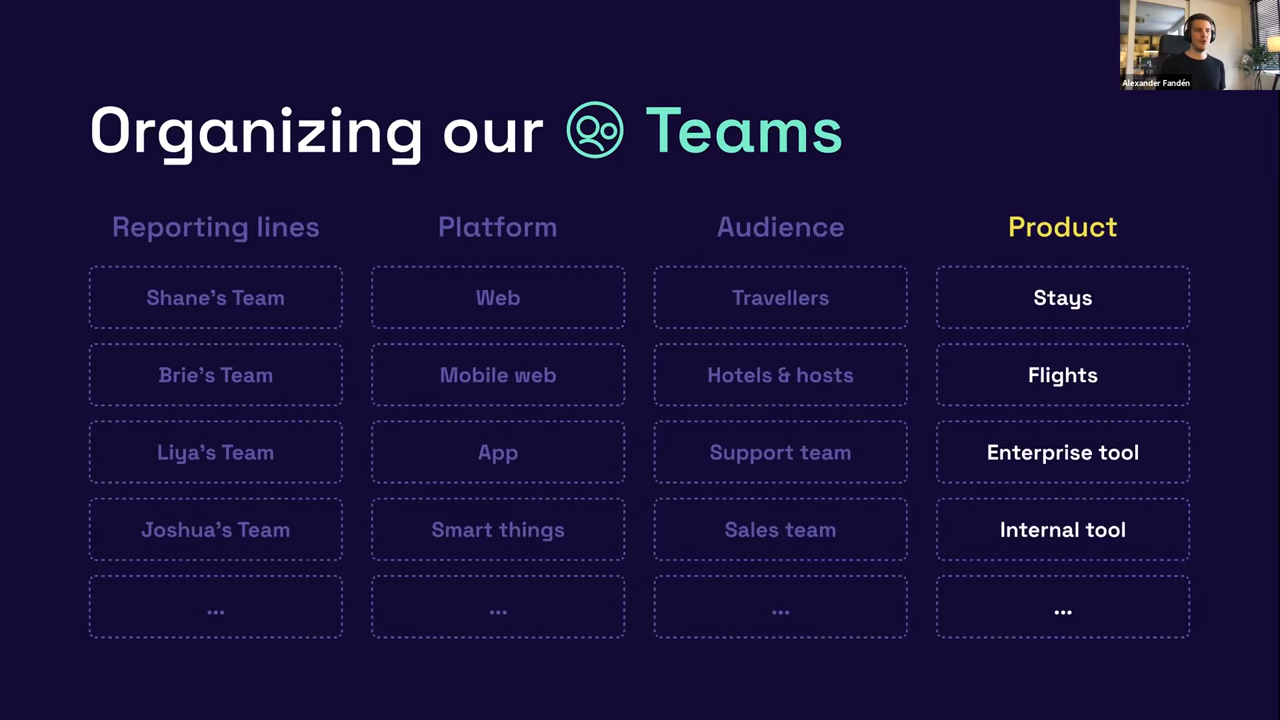 Alexander Fandén
Organizing our Teams
Reporting lines
Shane's Team
Brie's Team
Liya's Team
Joshua's Team
...
Platform
Web
Mobile web
App
Smart things
...
Audience
Travellers
Hotels & hosts
Support team
Sales team
...
Product
Stays
Flights
Enterprise tool
Internal tool
...